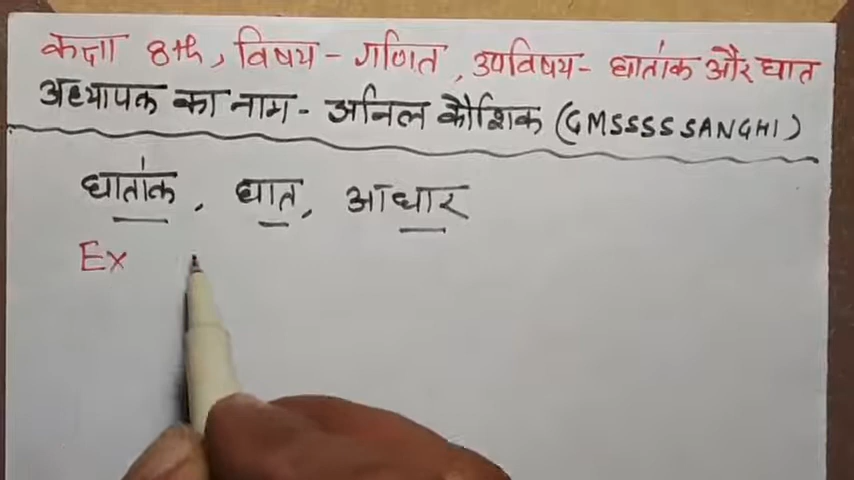 कक्षा 8th, विषय - गणित, उपविषय - घातांक और घात
अध्यापक का नाम - अनिल कौशिक (GMSSSS SANGHI)
घातांक, घात, आधार
Ex